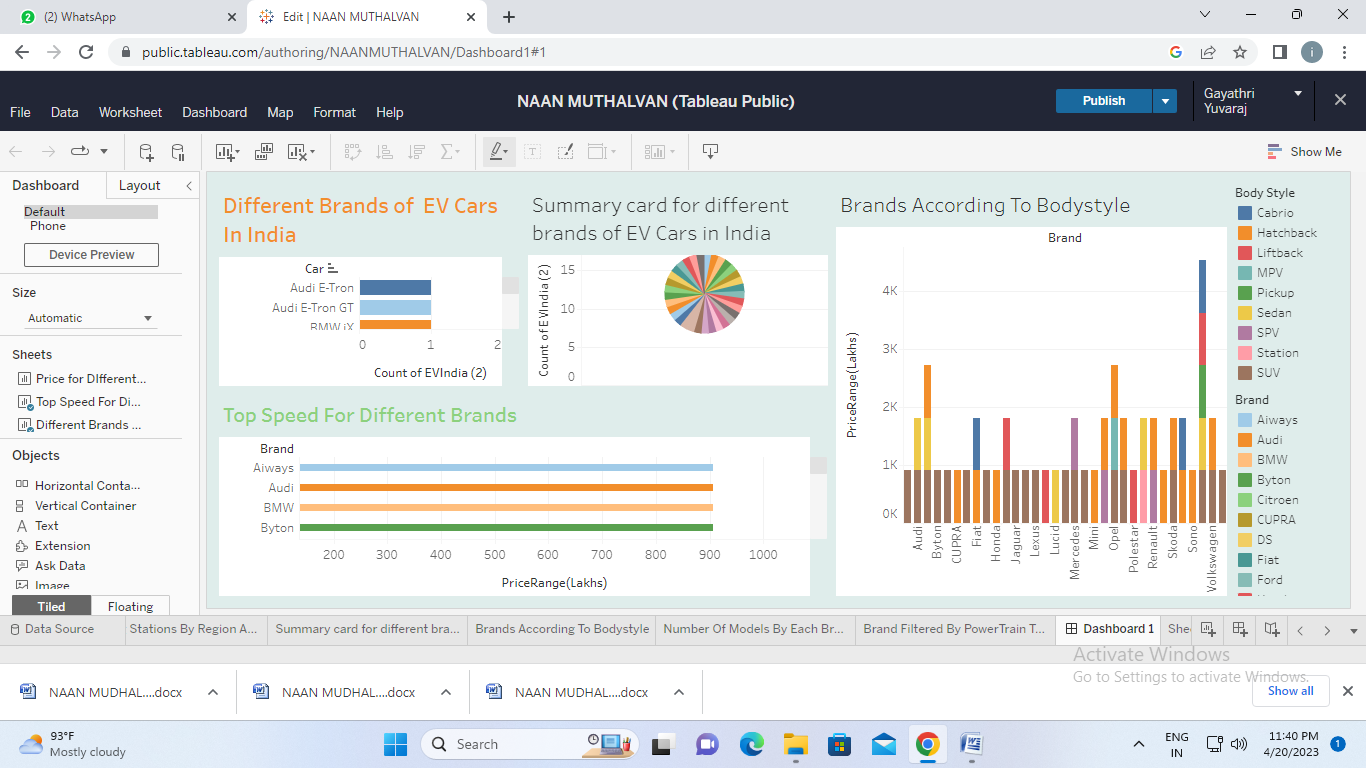 (2) WhatsApp
Edit | NAAN MUTHALVAN
public.tableau.com/authoring/NAANMUTHALVAN/Dashboard1#1
i
File Data Worksheet Dashboard Map Format Help
NAAN MUTHALVAN (Tableau Public)
Publish
Gayathri
Yuvaraj
Show Me
Dashboard Layout
Default
Phone
Device Preview
Size
Automatic
Sheets
Price for DIfferent...
Top Speed For Di...
Different Brands ...
Objects
Horizontal Conta...
Vertical Container
Text
Extension
Ask Data
Image
Tiled Floating
Different Brands of EV Cars
In India
Car
Audi E-Tron
Audi E-Tron GT
BMW iX
0 1 2
Count of EVIndia (2)
Summary card for different
brands of EV Cars in India
Count of EVIndia (2)
15
10
5
0
Top Speed For Different Brands
Brand
Aiways
Audi
BMW
Byton
200 300 400 500 600 700 800 900 1000
PriceRange(Lakhs)
Brands According To Bodystyle
Brand
PriceRange(Lakhs)
4K
3K
2K
1K
0K
Audi
Byton
CUPRA
Fiat
Honda
Jaguar
Lexus
Lucid
Mercedes
Mini
Opel
Polestar
Renault
Skoda
Sono
Volkswagen
Body Style
Cabrio
Hatchback
Liftback
MPV
Pickup
Sedan
SPV
Station
SUV
Brand
Aiways
Audi
BMW
Byton
Citroen
CUPRA
DS
Fiat
Ford
Data Source Stations By Region A... Summary card for different bra... Brands According To Bodystyle Number Of Models By Each Br... Brand Filtered By PowerTrain T... Dashboard 1 She
Activate Windows
Go to Settings to activate Windows.
NAAN MUDHAL....docx NAAN MUDHAL....docx NAAN MUDHAL....docx
Show all
93°F
Mostly cloudy
Search
ENG
IN
11:40 PM
4/20/2023
1